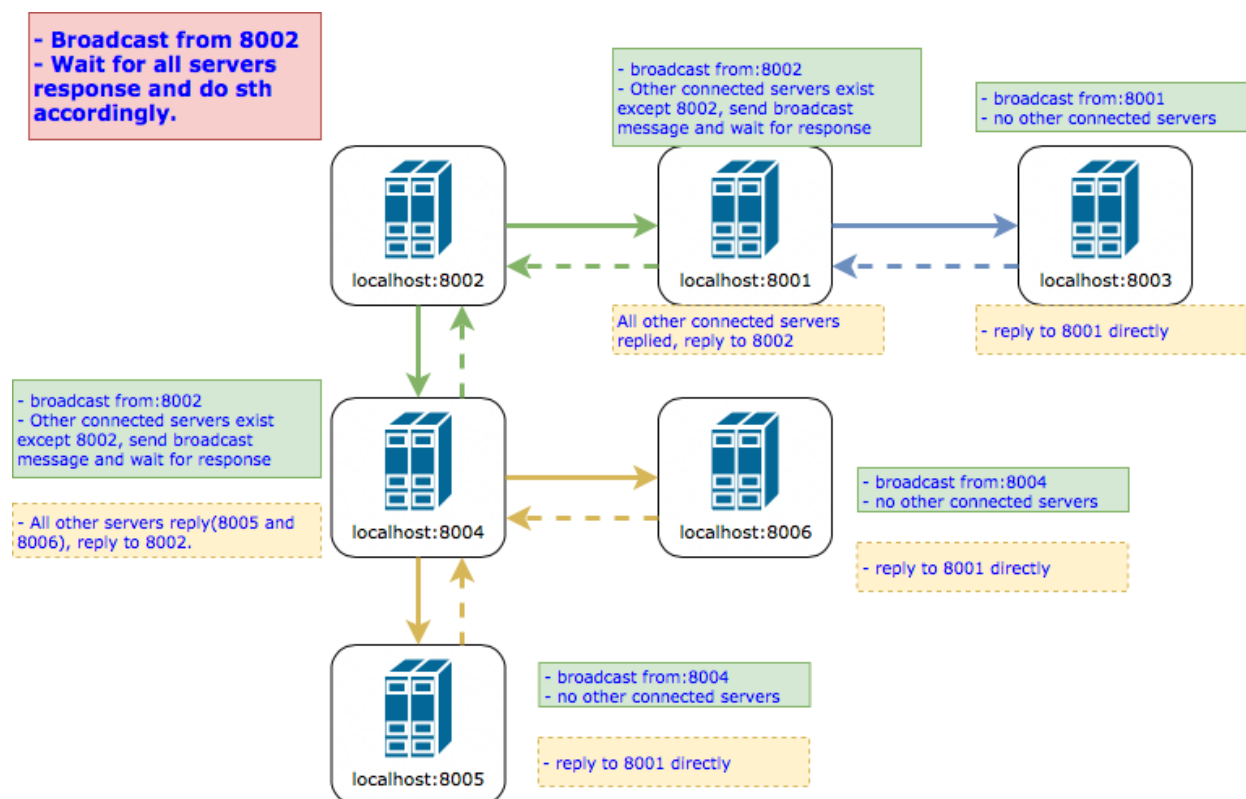 - Broadcast from 8002
- Wait for all servers
response and do sth
accordingly.
- broadcast from:8002
- Other connected servers exist
except 8002, send broadcast
message and wait for response
- broadcast from:8001
- no other connected servers
localhost:8002
localhost:8001
localhost:8003
All other connected servers
replied, reply to 8002
- reply to 8001 directly
- broadcast from:8002
- Other connected servers exist
except 8002, send broadcast
message and wait for response
- All other servers reply(8005 and
8006), reply to 8002.
localhost:8004
localhost:8006
- broadcast from:8004
- no other connected servers
- reply to 8001 directly
localhost:8005
- broadcast from:8004
- no other connected servers
- reply to 8001 directly